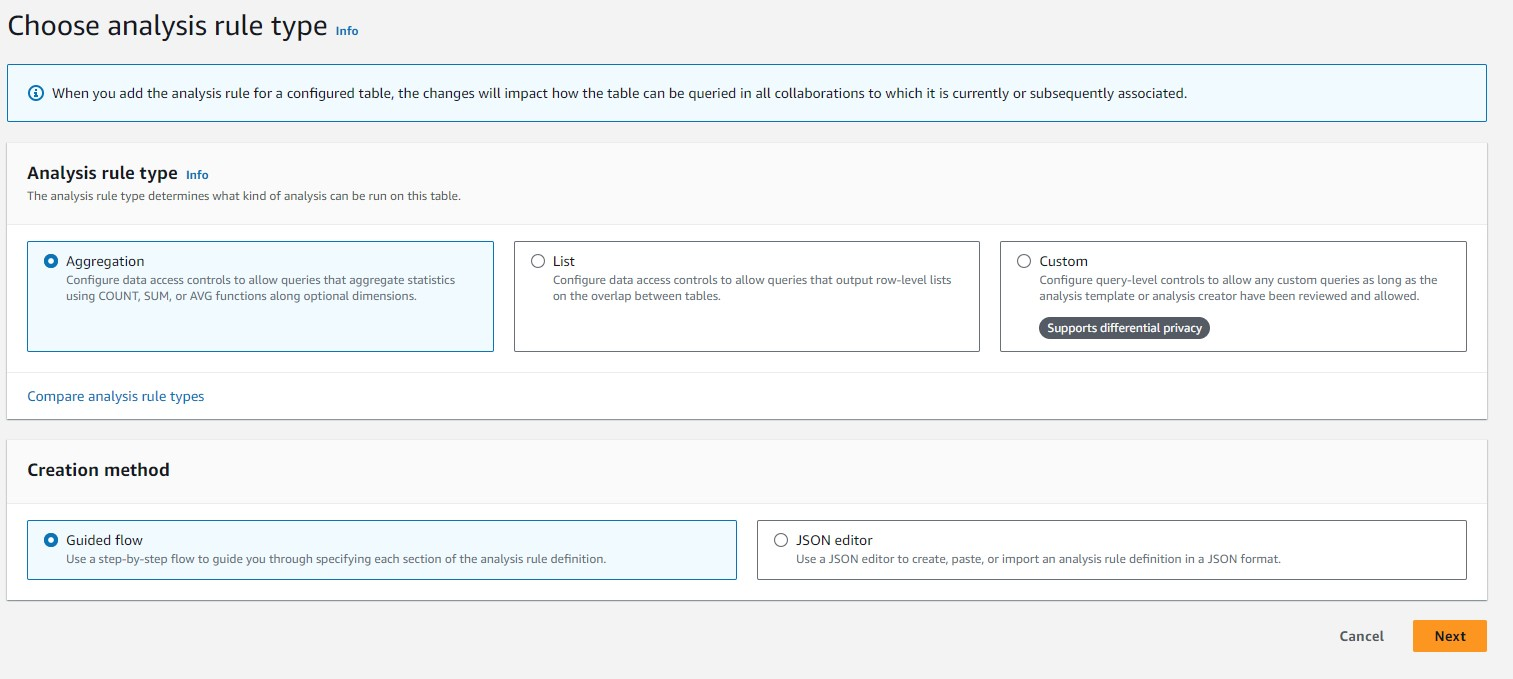 Choose analysis rule type Info
When you add the analysis rule for a configured table, the changes will impact how the table can be queried in all collaborations to which it is currently or subsequently associated.
Analysis rule type Info
The analysis rule type determines what kind of analysis can be run on this table.
Aggregation
Configure data access controls to allow queries that aggregate statistics
using COUNT, SUM, or AVG functions along optional dimensions.
List
Configure data access controls to allow queries that output row-level lists
on the overlap between tables.
Custom
Configure query-level controls to allow any custom queries as long as the
analysis template or analysis creator have been reviewed and allowed.
Supports differential privacy
Compare analysis rule types
Creation method
Guided flow
Use a step-by-step flow to guide you through specifying each section of the analysis rule definition.
JSON editor
Use a JSON editor to create, paste, or import an analysis rule definition in a JSON format.
Cancel
Next